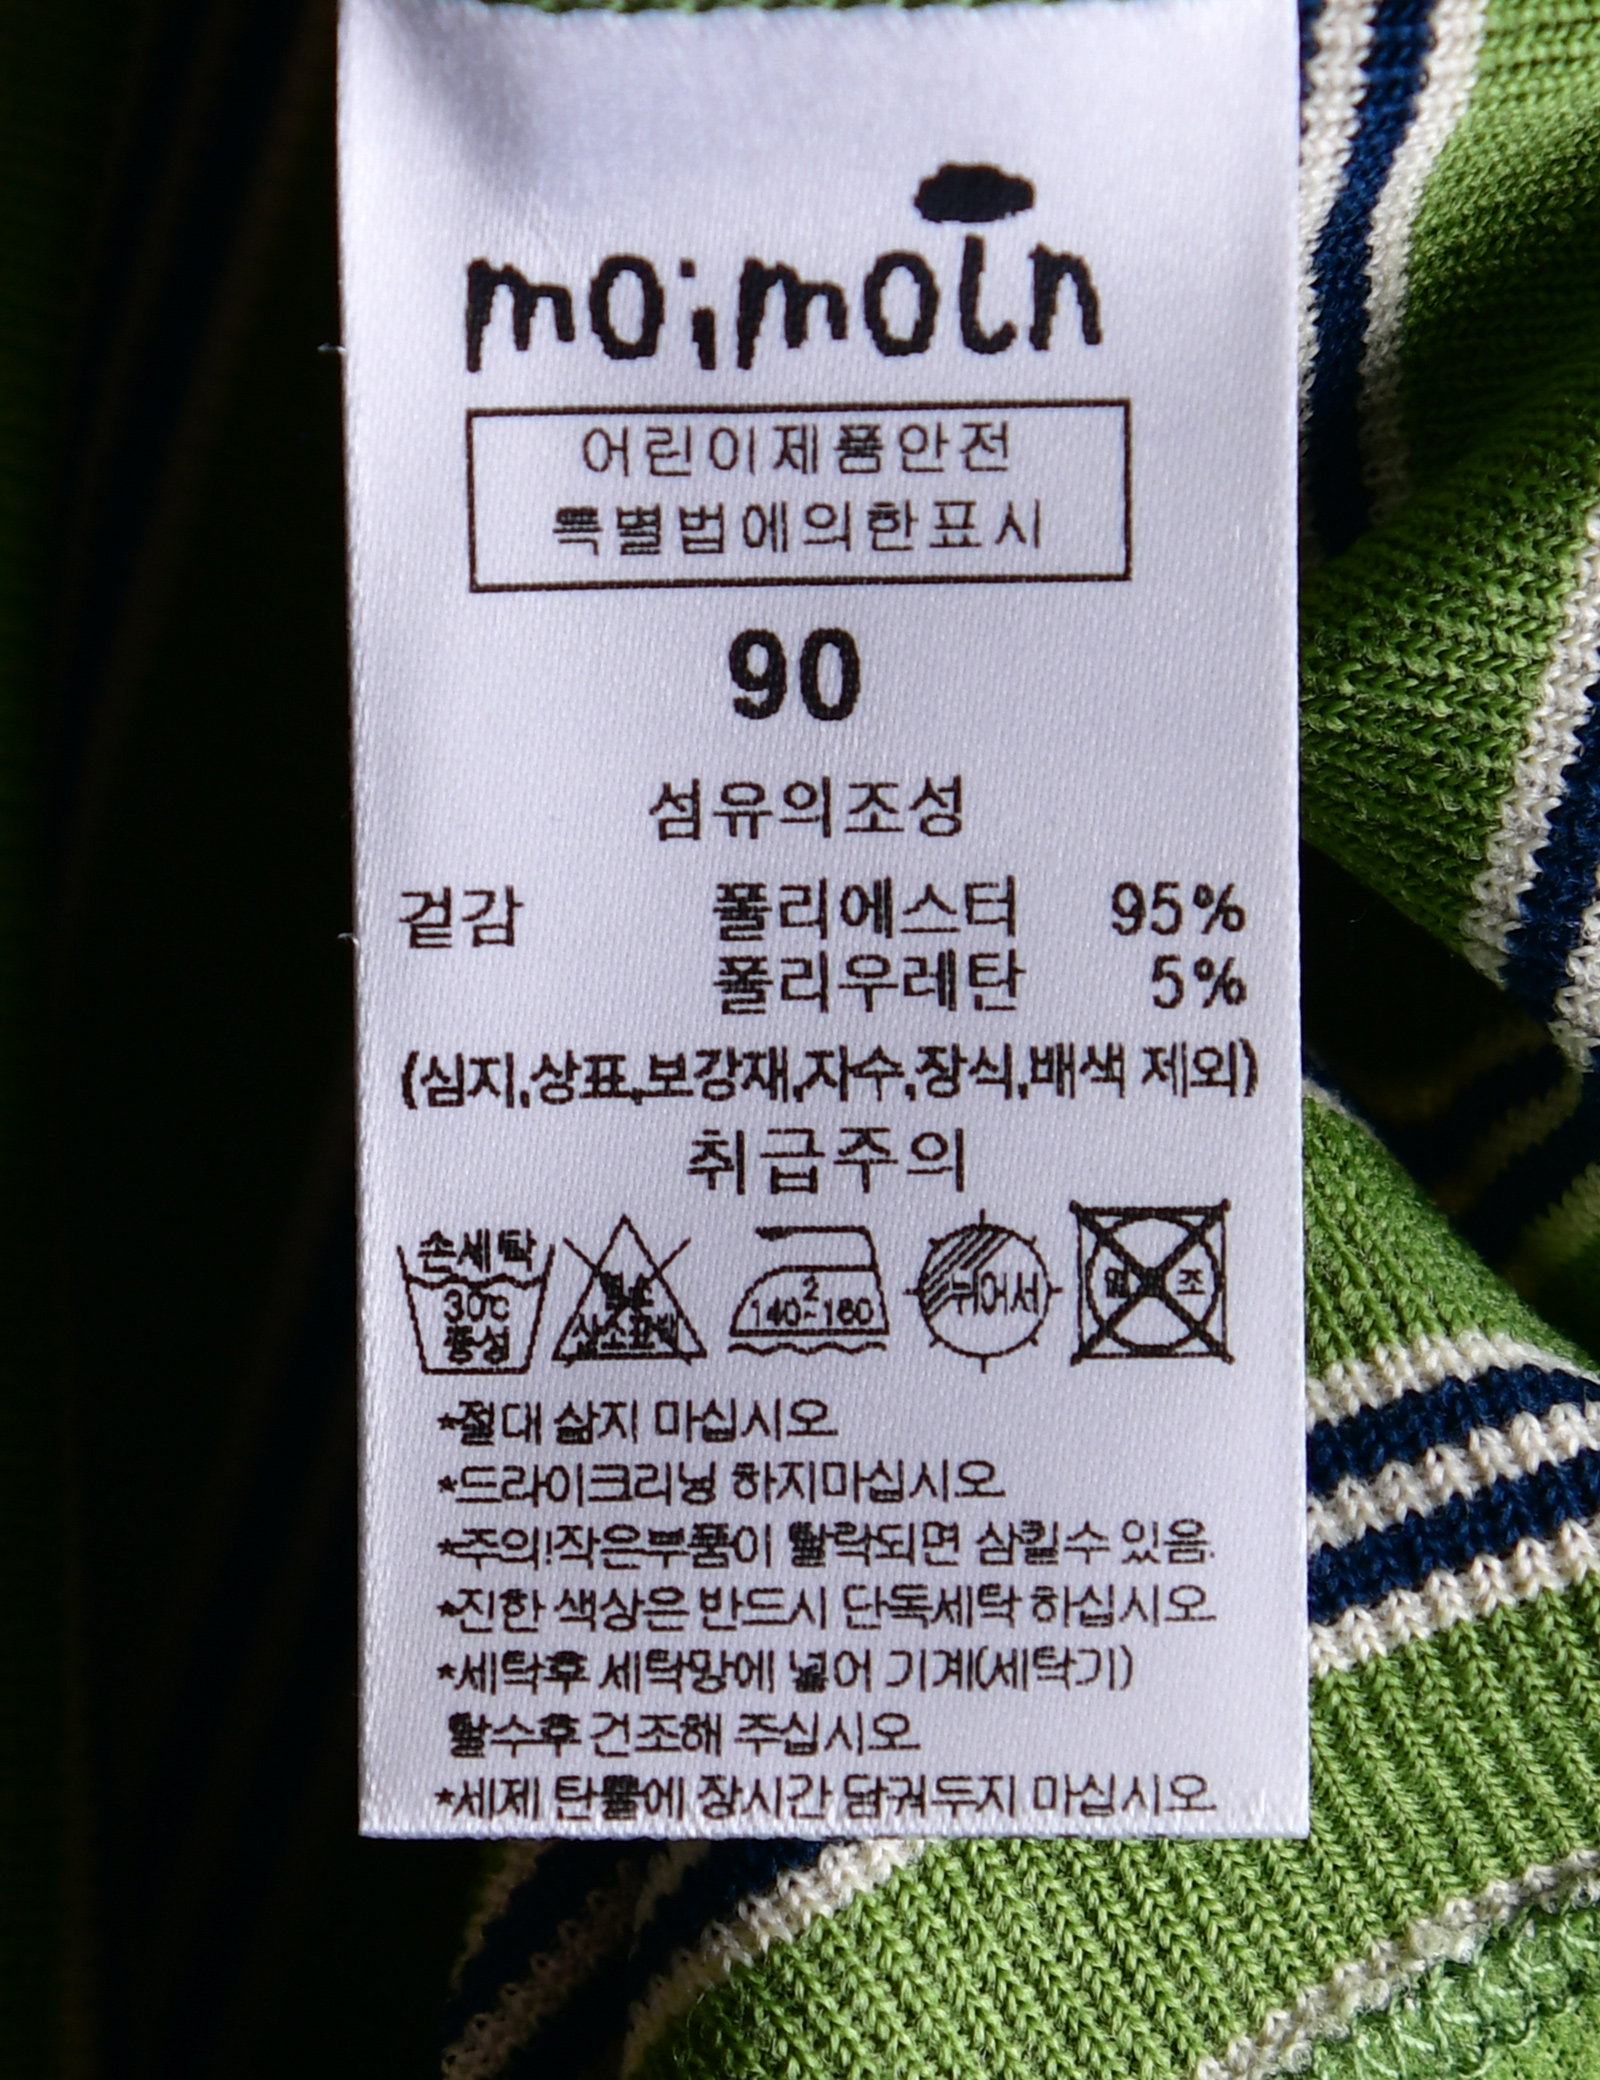 moimoln
어린이제품안전
특별법에의한표시
90
섬유의조성
겉감 폴리에스터 95%
폴리우레탄 5%
(심지,상표,보강재,자수,장식,배색 제외)
취급주의
손세탁 30℃ 중성
염소 산소표백
2 140~160
뉘어서
*절대 삶지 마십시오
*드라이크리닝 하지마십시오
*주의!작은부품이 탈락되면 삼킬수 있음.
*진한 색상은 반드시 단독세탁 하십시오
*세탁후 세탁망에 넣어 기계(세탁기)
탈수후 건조해 주십시오
*세제 탄물에 장시간 담궈두지 마십시오